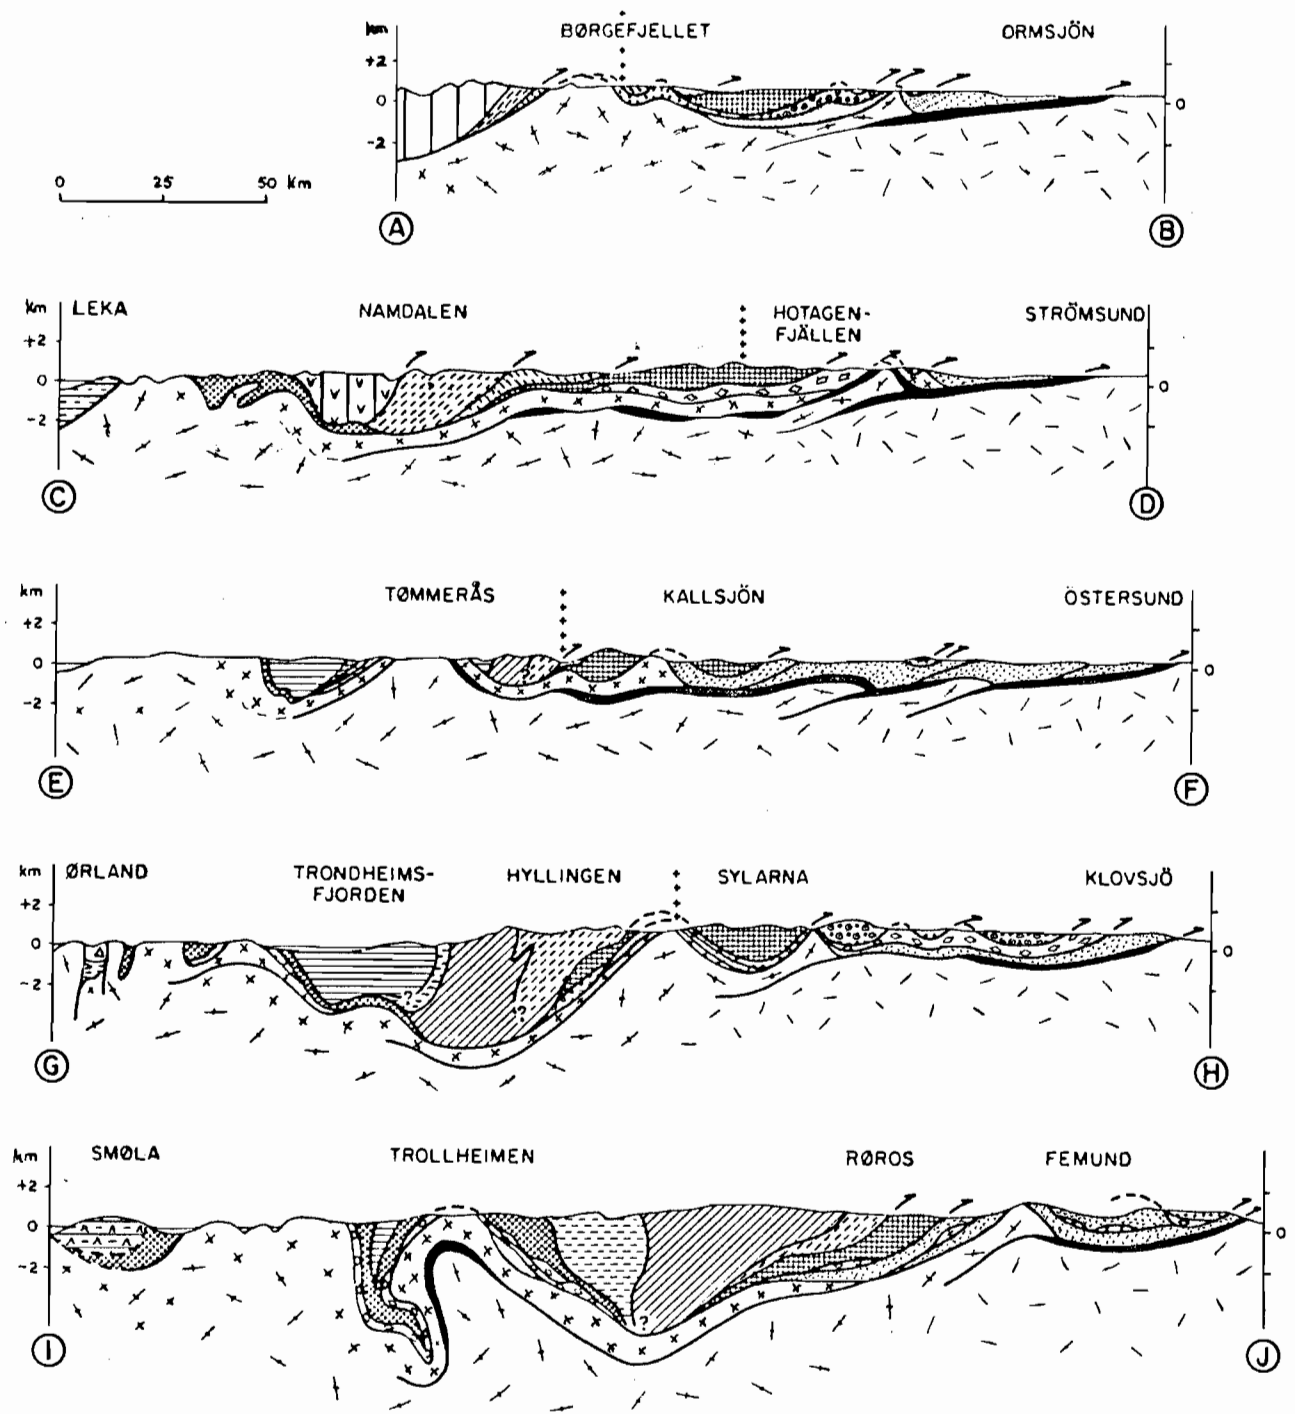 km BØRGEFJELLET ORMSJÖN
+2
0 0
-2
0 25 50 Km
A B
km LEKA NAMDALEN HOTAGEN-
FJÄLLEN STRÖMSUND
+2
0 0
-2
C D
km TØMMERÅS KALLSJÖN ÖSTERSUND
+2
0 0
-2
?
E F
km ØRLAND TRONDHEIMS-
FJORDEN HYLLINGEN SYLARNA KLOVSJÖ
+2
0 0
-2
? ?
G H
km SMØLA TROLLHEIMEN RØROS FEMUND
+2
0 0
-2
?
I J